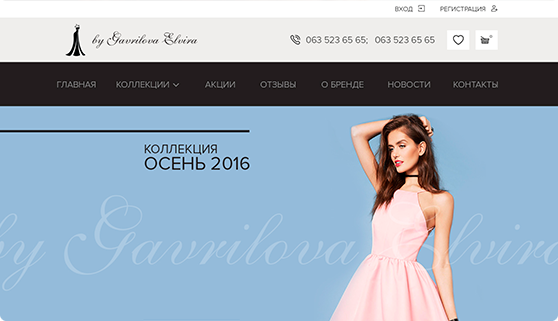 ВХОД РЕГИСТРАЦИЯ
by Gavrilova Elvira 063 523 65 65; 063 523 65 65
ГЛАВНАЯ КОЛЛЕКЦИИ АКЦИИ ОТЗЫВЫ О БРЕНДЕ НОВОСТИ КОНТАКТЫ
КОЛЛЕКЦИЯ
ОСЕНЬ 2016
by Gavrilova Elvira